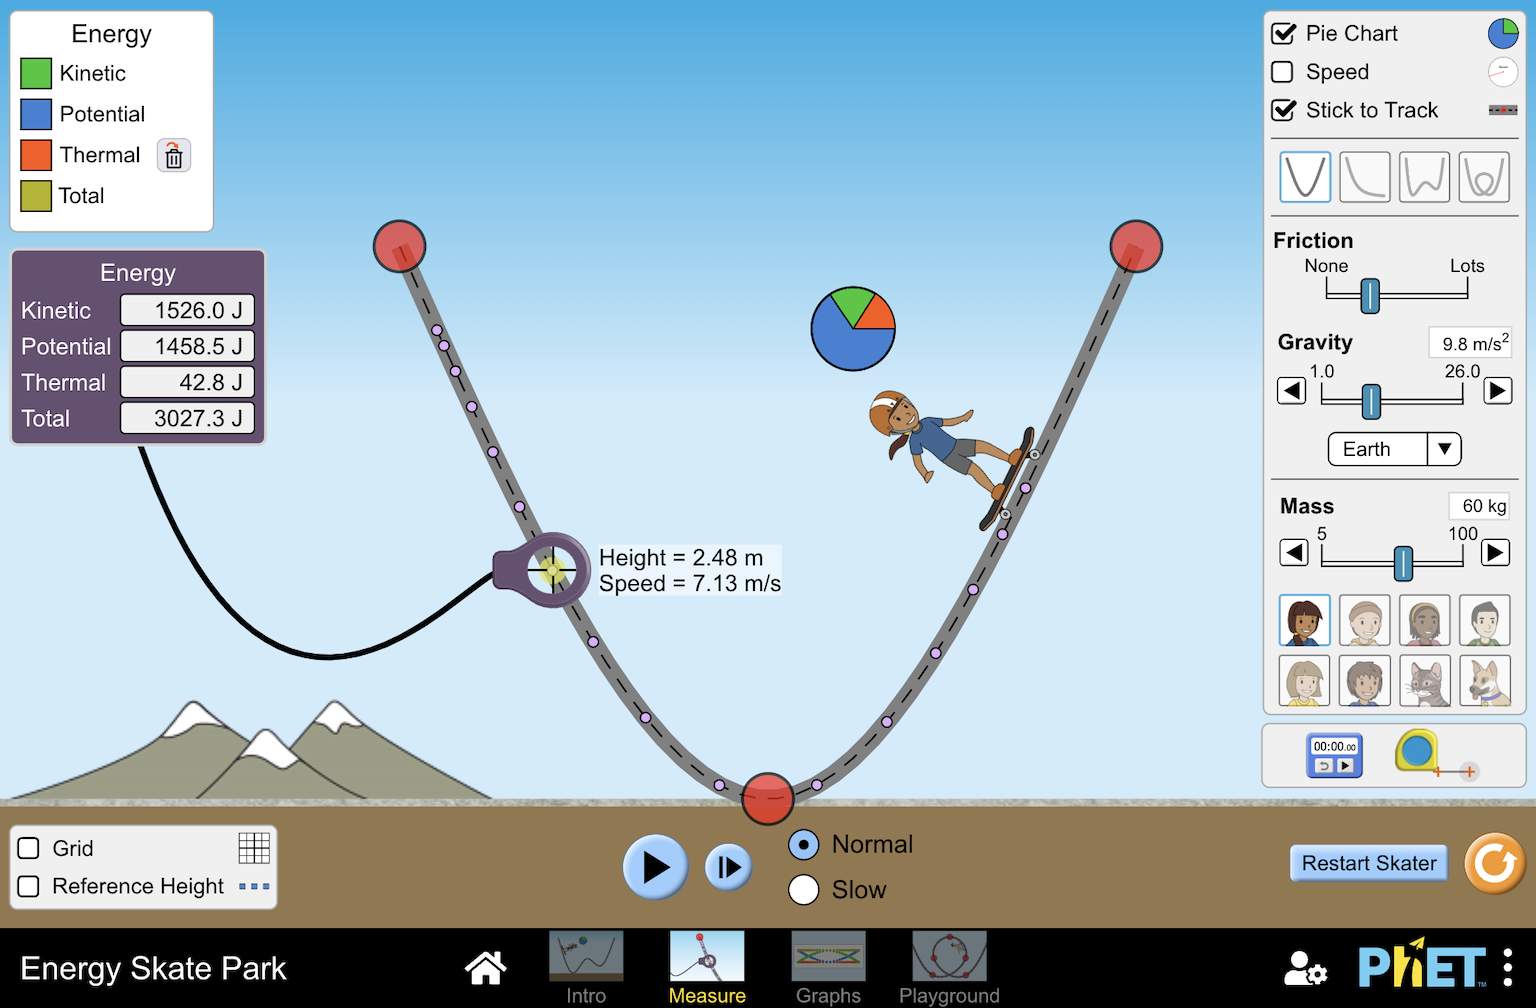 Energy
Kinetic
Potential
Thermal
Total
Energy
Kinetic 1526.0 J
Potential 1458.5 J
Thermal 42.8 J
Total 3027.3 J
Height = 2.48 m
Speed = 7.13 m/s
Pie Chart
Speed
Stick to Track
Friction
None Lots
Gravity 9.8 m/s²
1.0 26.0
Earth
Mass 60 kg
5 100
00:00.00
Grid
Reference Height
Normal
Slow
Restart Skater
Energy Skate Park
Intro
Measure
Graphs
Playground
PhET™